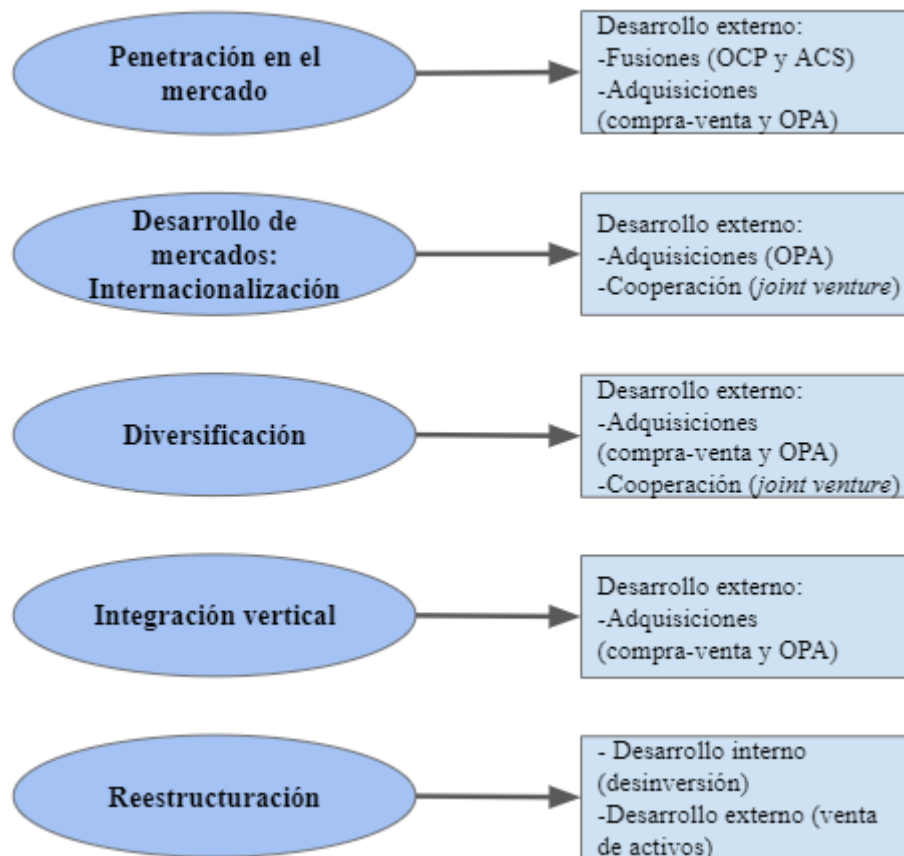 Penetración en el
mercado
Desarrollo externo:
-Fusiones (OCP y ACS)
-Adquisiciones
(compra-venta y OPA)
Desarrollo de
mercados:
Internacionalización
Desarrollo externo:
-Adquisiciones (OPA)
-Cooperación (joint venture)
Diversificación
Desarrollo externo:
-Adquisiciones
(compra-venta y OPA)
-Cooperación (joint venture)
Integración vertical
Desarrollo externo:
-Adquisiciones
(compra-venta y OPA)
Reestructuración
- Desarrollo interno
(desinversión)
-Desarrollo externo (venta
de activos)